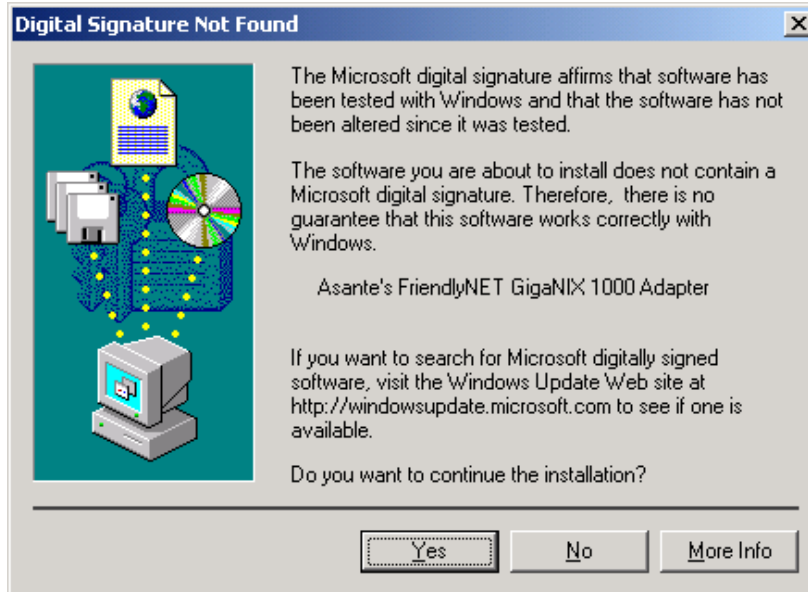 Digital Signature Not Found
The Microsoft digital signature affirms that software has
been tested with Windows and that the software has not
been altered since it was tested.
The software you are about to install does not contain a
Microsoft digital signature. Therefore,  there is no
guarantee that this software works correctly with
Windows.
Asante's FriendlyNET GigaNIX 1000 Adapter
If you want to search for Microsoft digitally signed
software, visit the Windows Update Web site at
http://windowsupdate.microsoft.com to see if one is
available.
Do you want to continue the installation?
Yes No More Info